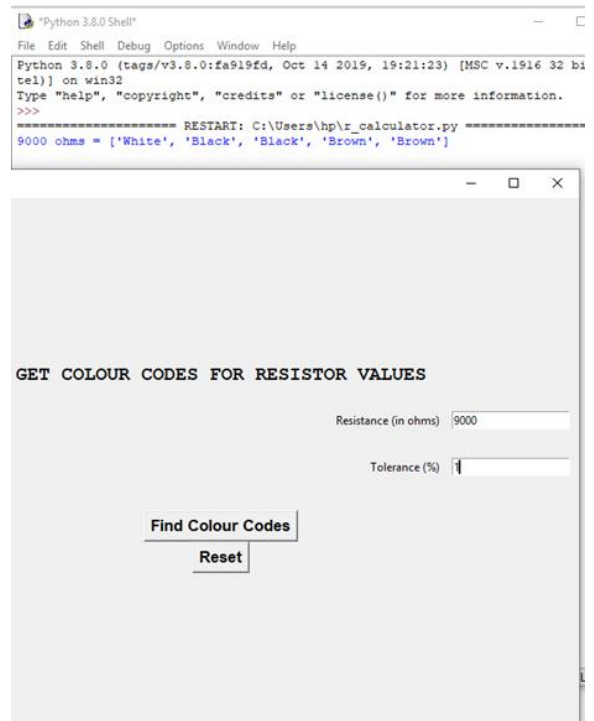 *Python 3.8.0 Shell*
File Edit Shell Debug Options Window Help
Python 3.8.0 (tags/v3.8.0:fa919fd, Oct 14 2019, 19:21:23) [MSC v.1916 32 bi
tel)] on win32
Type "help", "copyright", "credits" or "license()" for more information.
>>>
===================== RESTART: C:\Users\hp\r_calculator.py ===============
9000 ohms = ['White', 'Black', 'Black', 'Brown', 'Brown']
GET COLOUR CODES FOR RESISTOR VALUES
Resistance (in ohms) 9000
Tolerance (%) 1
Find Colour Codes
Reset